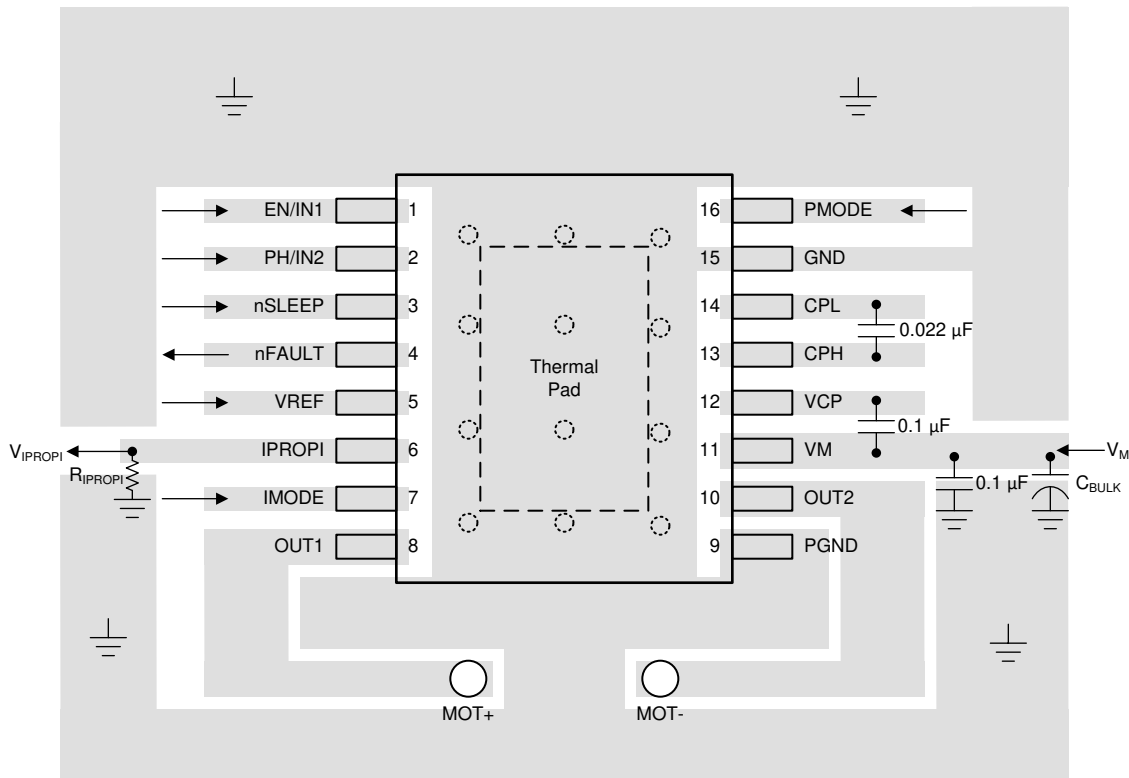 EN/IN1 1 16 PMODE
PH/IN2 2 15 GND
nSLEEP 3 14 CPL
0.022 µF
nFAULT 4 13 CPH
Thermal
Pad
VREF 5 12 VCP
0.1 µF
VIPROPI IPROPI 6 11 VM VM
RIPROPI
0.1 µF CBULK
IMODE 7 10 OUT2
OUT1 8 9 PGND
MOT+ MOT-